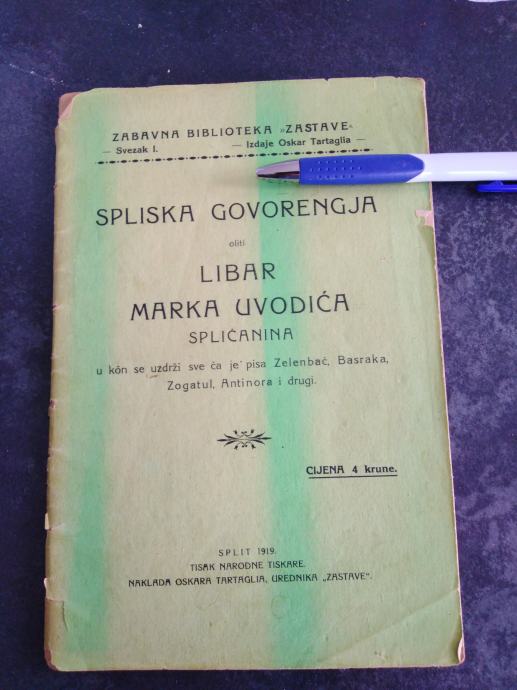 ZABAVNA BIBLIOTEKA »ZASTAVE«
— Svezak I. — Izdaje Oskar Tartaglia —
SPLISKA GOVORENGJA
oliti
LIBAR
MARKA UVODIĆA
SPLIĆANINA
u kôn se uzdrži sve ča je' pisa Zelenbać, Basraka,
Zogatul, Antinora i drugi.
CIJENA 4 krune.
SPLIT 1919.
TISAK NARODNE TISKARE.
NAKLADA OSKARA TARTAGLIA, UREDNIKA „ZASTAVE“.